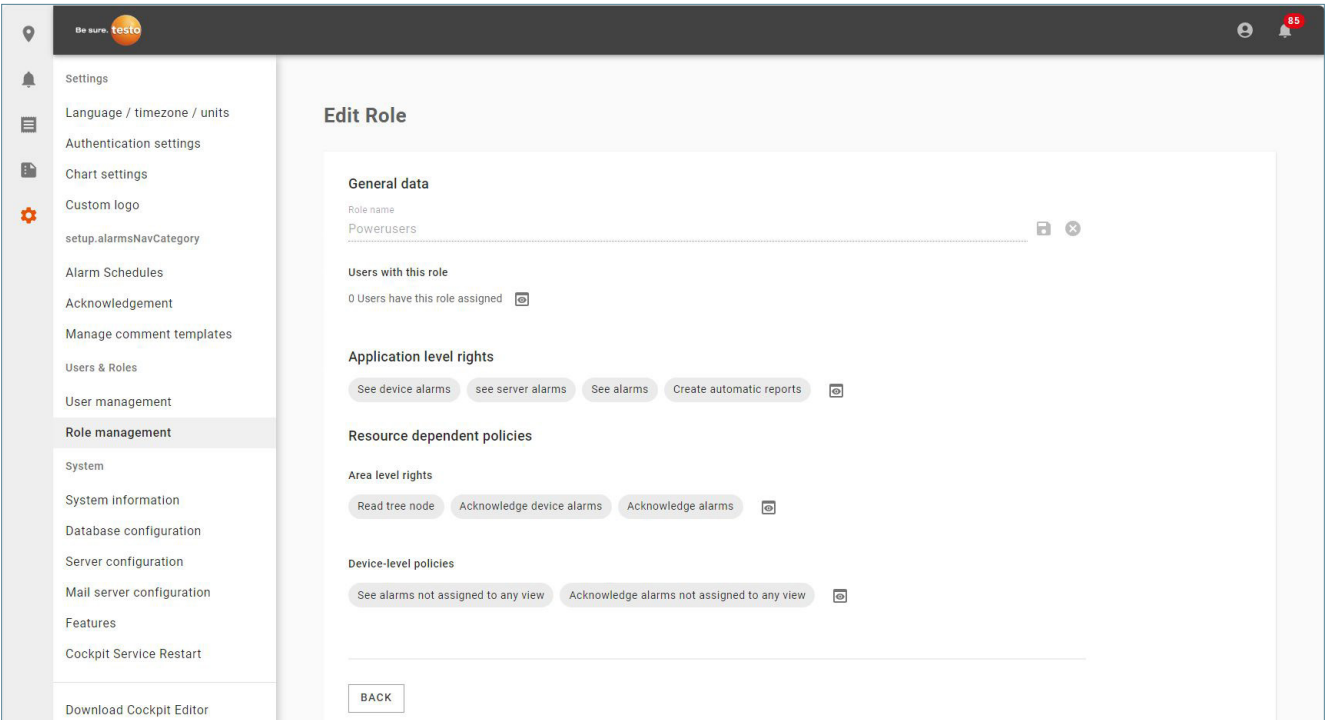 Be sure. testo
85
Settings
Language / timezone / units
Authentication settings
Chart settings
Custom logo
setup.alarmsNavCategory
Alarm Schedules
Acknowledgement
Manage comment templates
Users & Roles
User management
Role management
System
System information
Database configuration
Server configuration
Mail server configuration
Features
Cockpit Service Restart
Download Cockpit Editor
Edit Role
General data
Role name
Powerusers
Users with this role
0 Users have this role assigned
Application level rights
See device alarms see server alarms See alarms Create automatic reports
Resource dependent policies
Area level rights
Read tree node Acknowledge device alarms Acknowledge alarms
Device-level policies
See alarms not assigned to any view Acknowledge alarms not assigned to any view
BACK